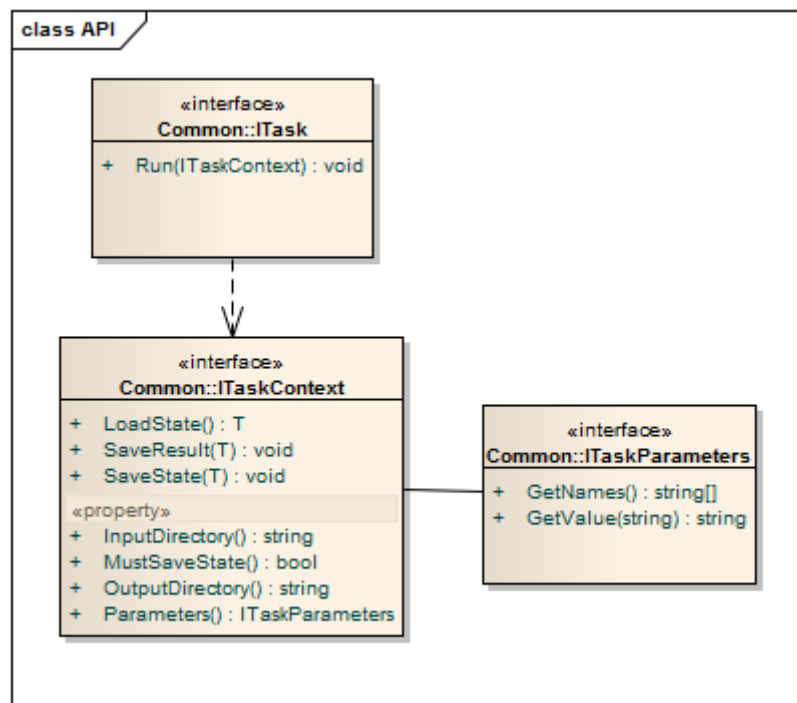 class API
«interface»
Common::ITask
+ Run(ITaskContext) : void
«interface»
Common::ITaskContext
+ LoadState() : T
+ SaveResult(T) : void
+ SaveState(T) : void
«property»
+ InputDirectory() : string
+ MustSaveState() : bool
+ OutputDirectory() : string
+ Parameters() : ITaskParameters
«interface»
Common::ITaskParameters
+ GetNames() : string[]
+ GetValue(string) : string